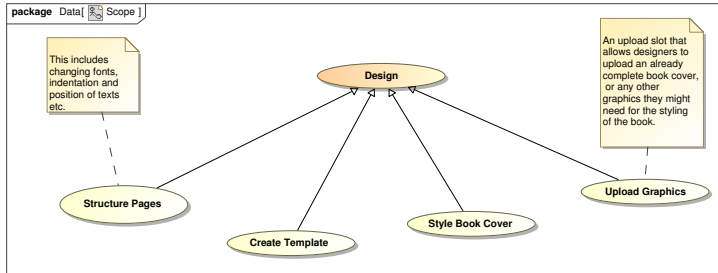 package Data[ Scope ]
This includes
changing fonts,
indentation and
position of texts
etc.
Design
An upload slot that
allows designers to
upload an already
complete book cover,
or any other
graphics they might
need for the styling
of the book.
Structure Pages
Create Template
Style Book Cover
Upload Graphics